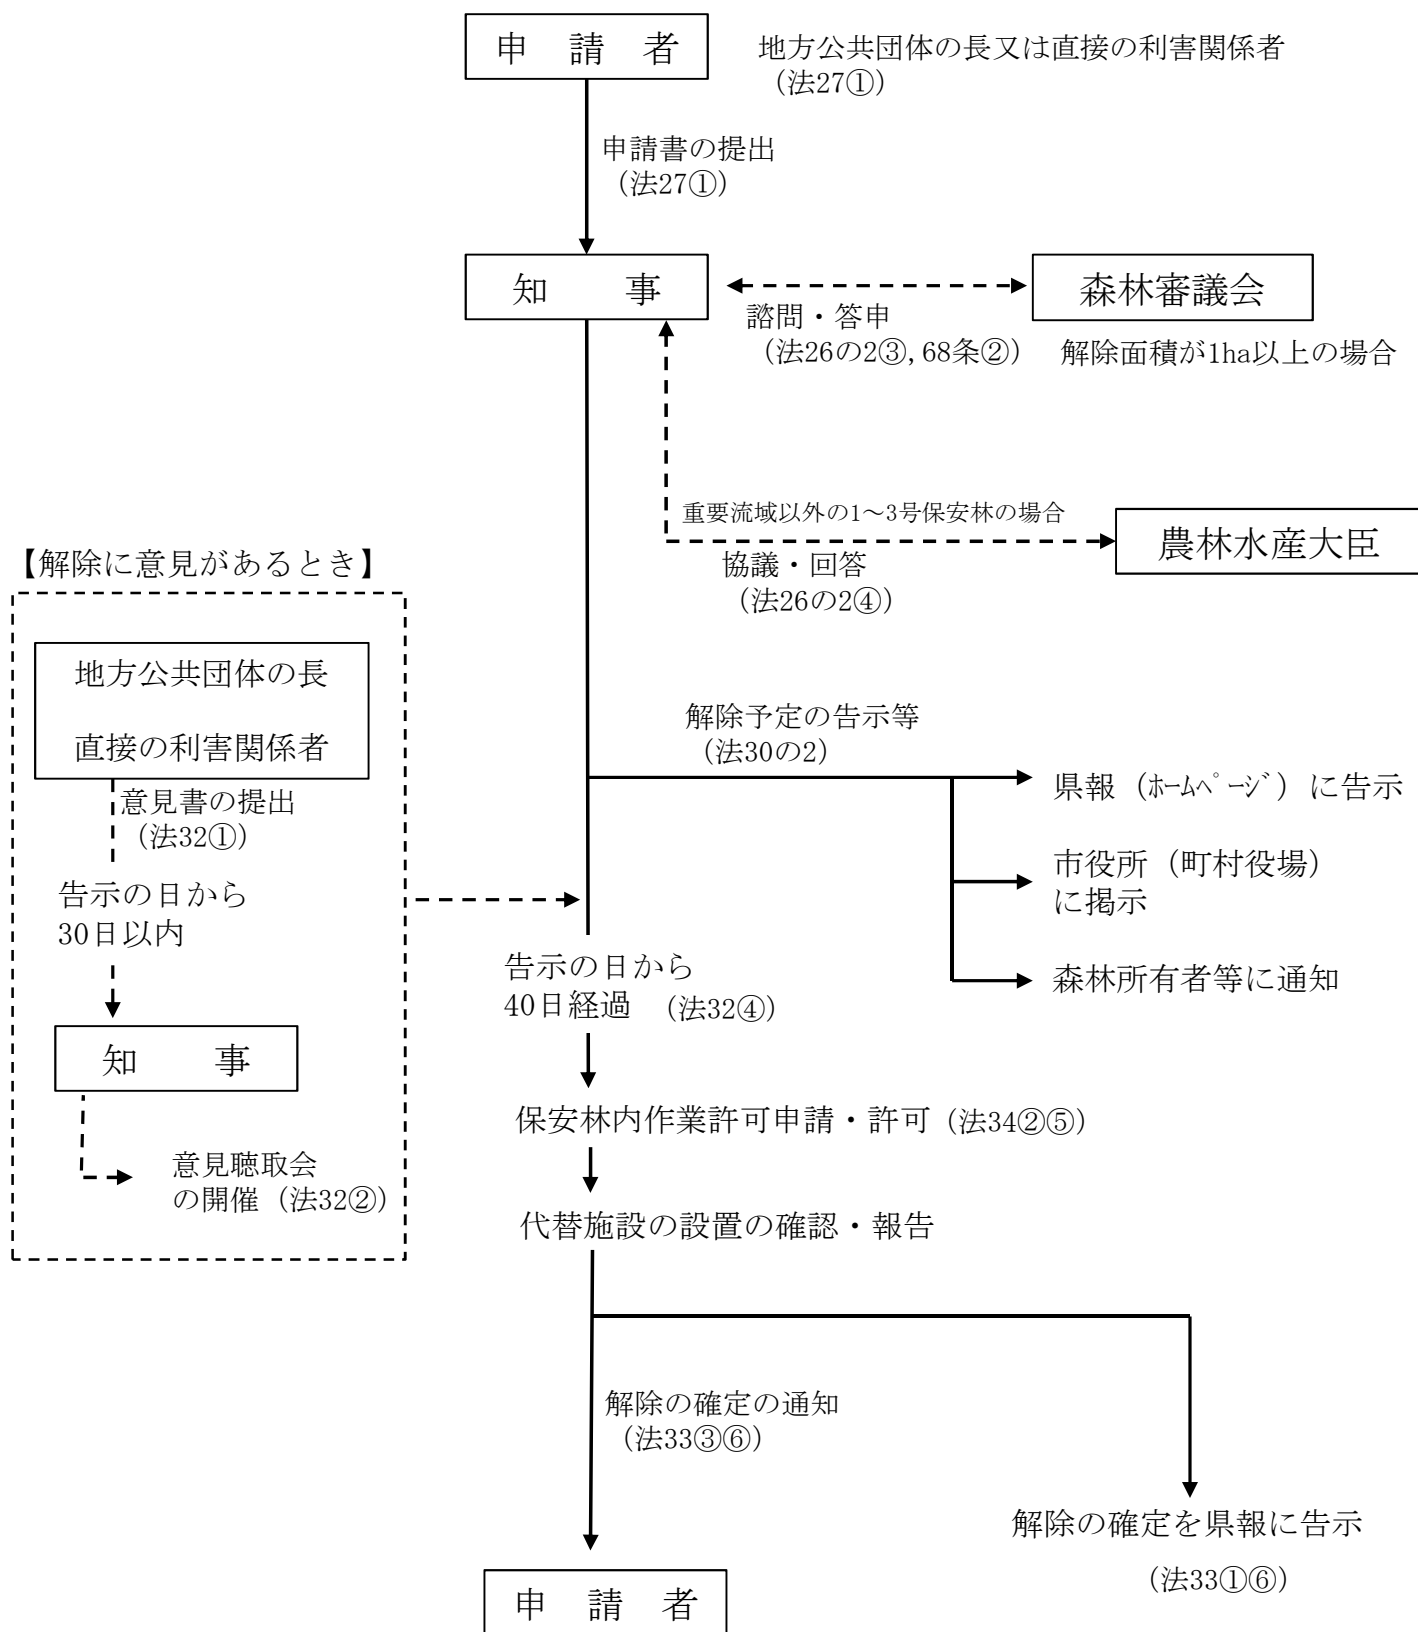 申　請　者
地方公共団体の長又は直接の利害関係者
（法27①）
申請書の提出
（法27①）
知　　事
森林審議会
諮問・答申
（法26の2③,68条②）
解除面積が1ha以上の場合
重要流域以外の1～3号保安林の場合
農林水産大臣
協議・回答
（法26の2④）
【解除に意見があるとき】
地方公共団体の長
直接の利害関係者
意見書の提出
（法32①）
告示の日から
30日以内
知　　事
意見聴取会
の開催（法32②）
解除予定の告示等
（法30の2）
県報（ﾎｰﾑﾍﾟｰｼﾞ）に告示
市役所（町村役場）
に掲示
森林所有者等に通知
告示の日から
40日経過　（法32④）
保安林内作業許可申請・許可（法34②⑤）
代替施設の設置の確認・報告
解除の確定の通知
（法33③⑥）
解除の確定を県報に告示
（法33①⑥）
申　請　者